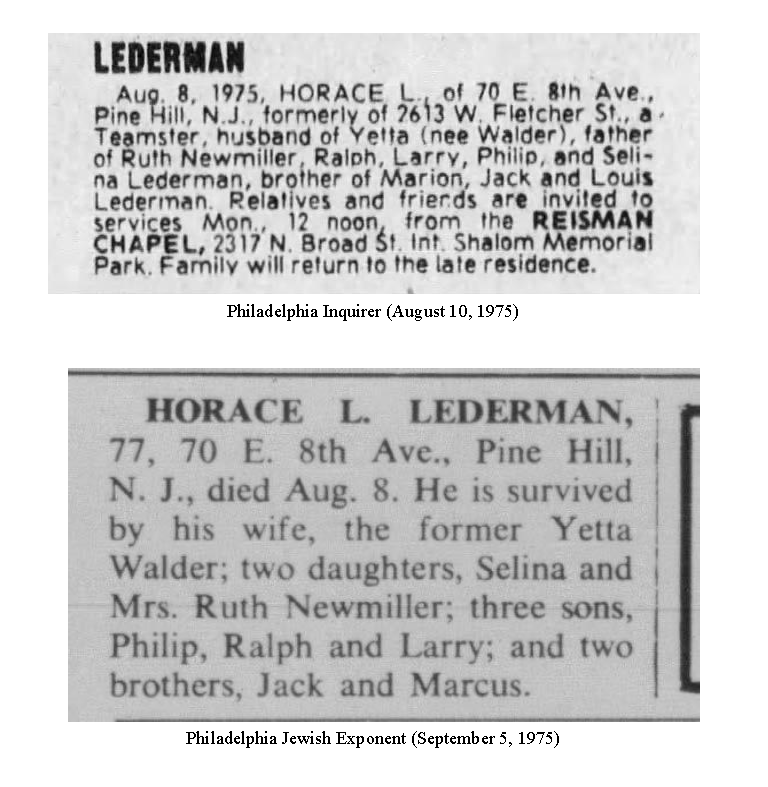 LEDERMAN
Aug. 8, 1975, HORACE L., of 70 E. 8th Ave.,
Pine Hill, N.J., formerly of 2613 W. Fletcher St., a
Teamster, husband of Yetta (nee Walder), father
of Ruth Newmiller, Ralph, Larry, Philip, and Seli-
na Lederman, brother of Marion, Jack and Louis
Lederman. Relatives and friends are invited to
services Mon., 12 noon, from the REISMAN
CHAPEL, 2317 N. Broad St. Int. Shalom Memorial
Park. Family will return to the late residence.
Philadelphia Inquirer (August 10, 1975)
HORACE L. LEDERMAN,
77, 70 E. 8th Ave., Pine Hill,
N. J., died Aug. 8. He is survived
by his wife, the former Yetta
Walder; two daughters, Selina and
Mrs. Ruth Newmiller; three sons,
Philip, Ralph and Larry; and two
brothers, Jack and Marcus.
Philadelphia Jewish Exponent (September 5, 1975)